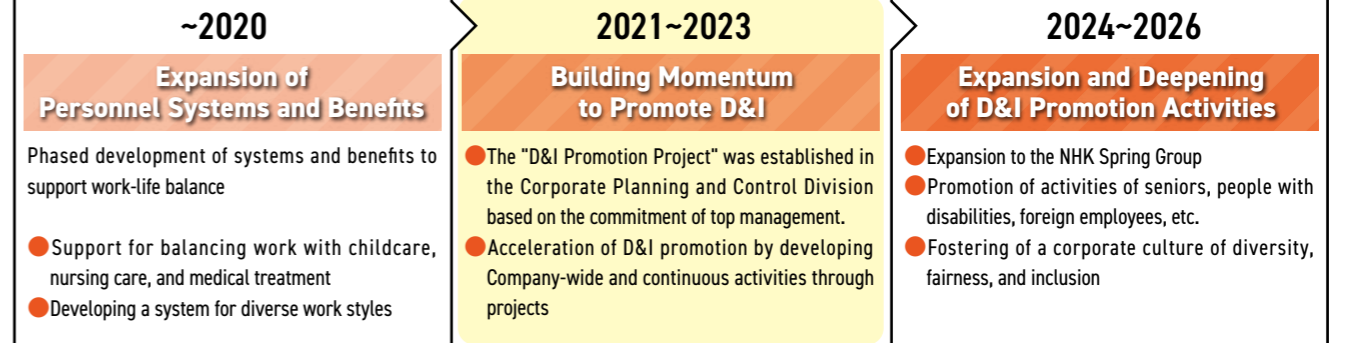 ~2020
Expansion of
Personnel Systems and Benefits
Phased development of systems and benefits to
support work-life balance
●Support for balancing work with childcare,
nursing care, and medical treatment
●Developing a system for diverse work styles
2021~2023
Building Momentum
to Promote D&I
●The "D&I Promotion Project" was established in
the Corporate Planning and Control Division
based on the commitment of top management.
●Acceleration of D&I promotion by developing
Company-wide and continuous activities through
projects
2024~2026
Expansion and Deepening
of D&I Promotion Activities
●Expansion to the NHK Spring Group
●Promotion of activities of seniors, people with
disabilities, foreign employees, etc.
●Fostering of a corporate culture of diversity,
fairness, and inclusion